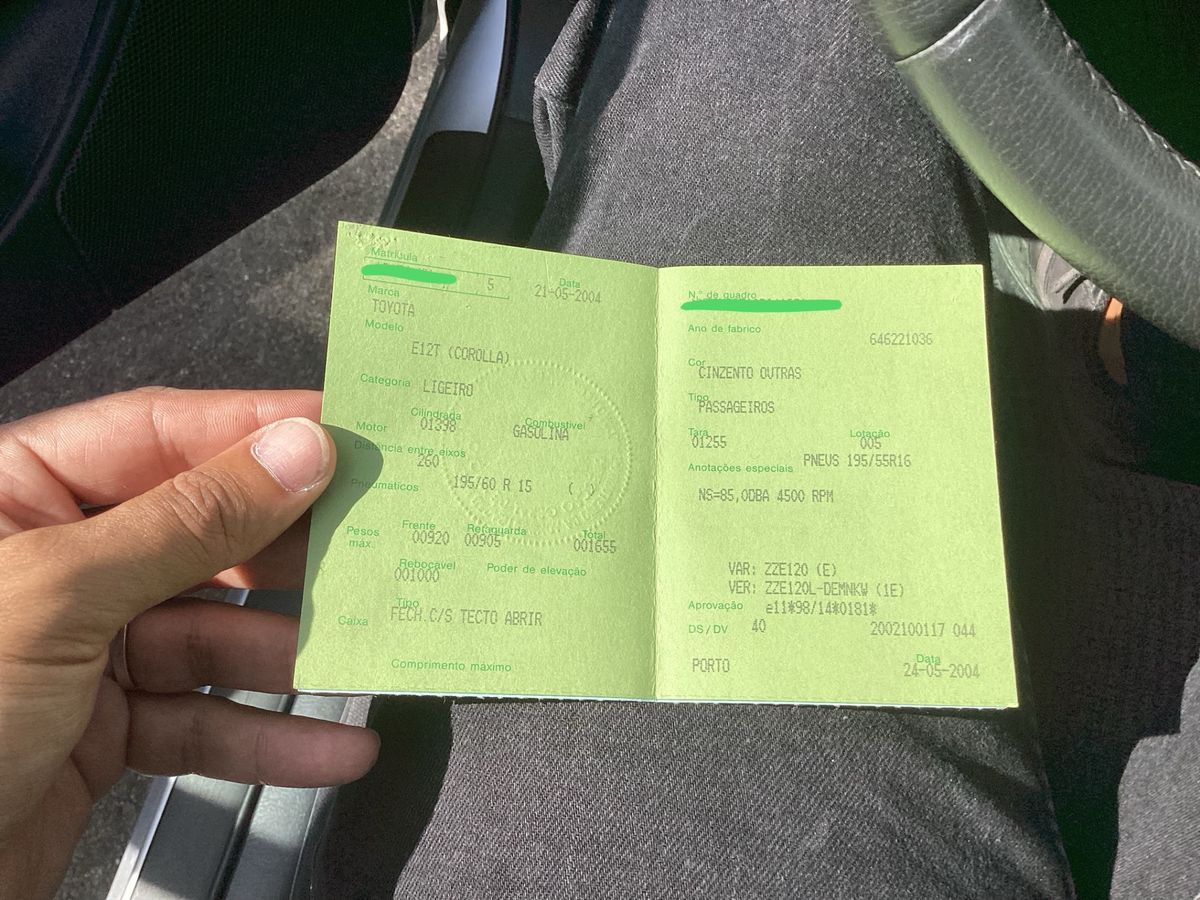 Matrícula
5
Data
21-05-2004
Marca
TOYOTA
Modelo
E12T (COROLLA)
Categoria LIGEIRO
Cilindrada Combustível
Motor 01398 GASOLINA
Distância entre eixos
260
Pneumáticos 195/60 R 15 ( )
Pesos máx. Frente Retaguarda Total
00920 00905 001655
Rebocável Poder de elevação
001000
Tipo
Caixa FECH.C/S TECTO ABRIR
Comprimento máximo
N.º de quadro
Ano de fabrico
646221036
Cor
CINZENTO OUTRAS
Tipo
PASSAGEIROS
Tara Lotação
01255 005
Anotações especiais PNEUS 195/55R16
NS=85,0DBA 4500 RPM
VAR: ZZE120 (E)
VER: ZZE120L-DEMNKW (1E)
Aprovação e11*98/14*0181*
DS/DV 40 2002100117 044
Data
PORTO 24-05-2004